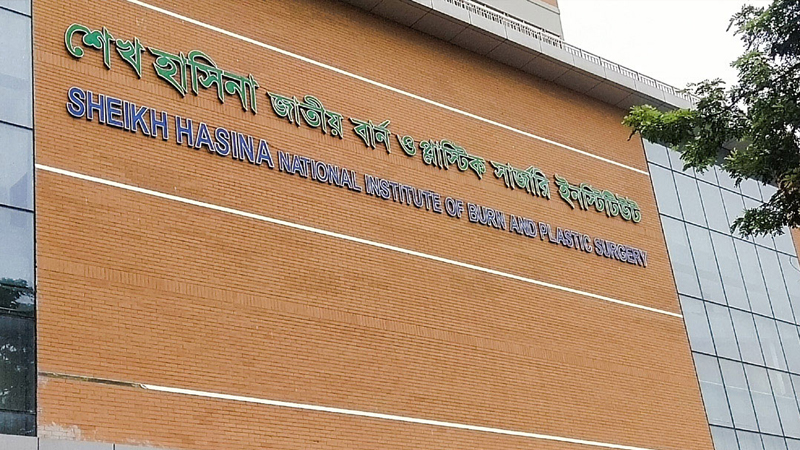 শেখ হাসিনা জাতীয় বার্ন ও প্লাস্টিক সার্জারি ইনস্টিটিউট
SHEIKH HASINA NATIONAL INSTITUTE OF BURN AND PLASTIC SURGERY